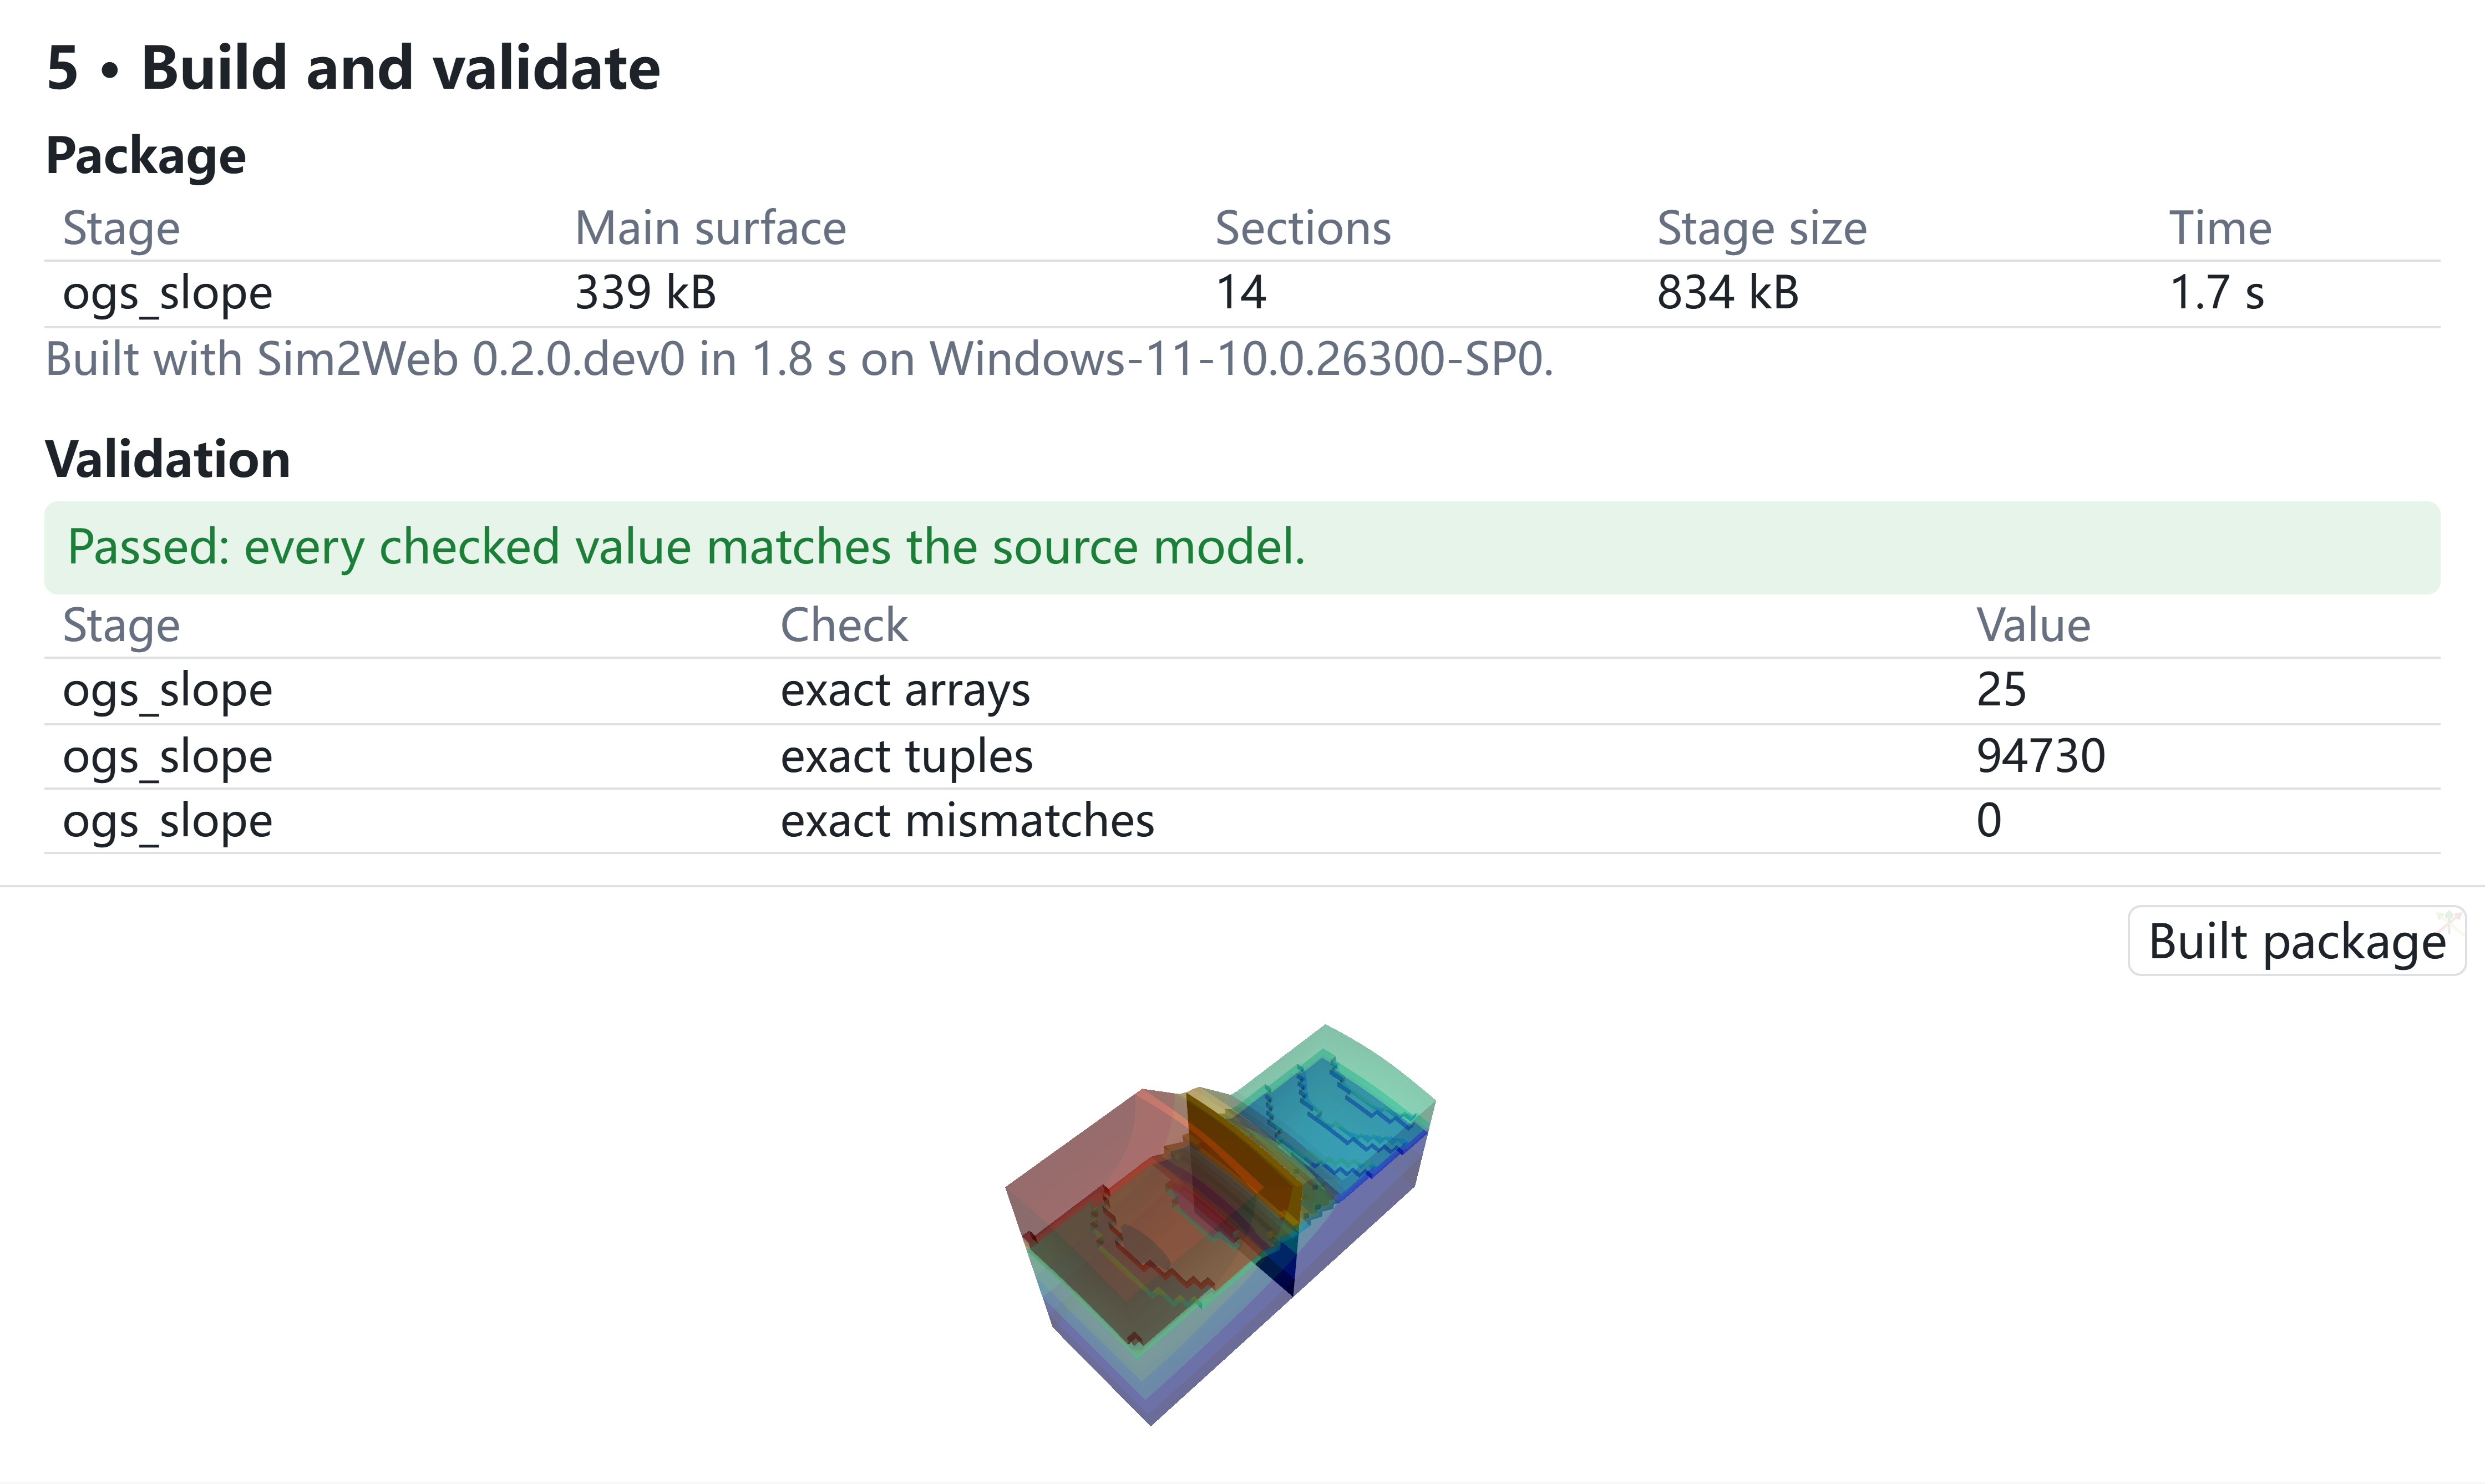 5 • Build and validate
Package
Stage Main surface Sections Stage size Time
ogs_slope 339 kB 14 834 kB 1.7 s
Built with Sim2Web 0.2.0.dev0 in 1.8 s on Windows-11-10.0.26300-SP0.
Validation
Passed: every checked value matches the source model.
Stage Check Value
ogs_slope exact arrays 25
ogs_slope exact tuples 94730
ogs_slope exact mismatches 0
Built package